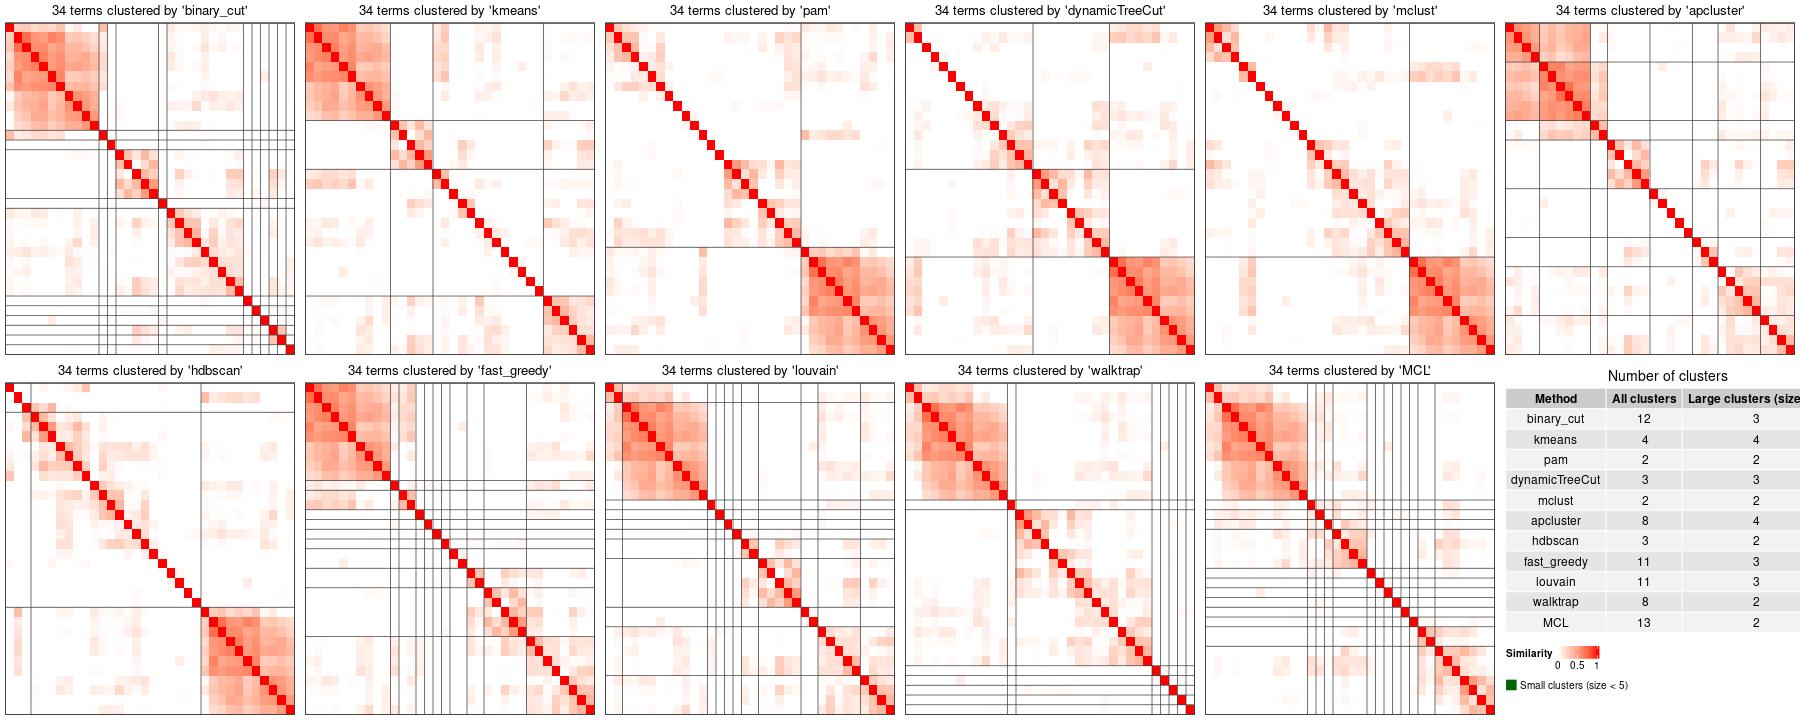 34 terms clustered by 'binary_cut'
34 terms clustered by 'kmeans'
34 terms clustered by 'pam'
34 terms clustered by 'dynamicTreeCut'
34 terms clustered by 'mclust'
34 terms clustered by 'apcluster'
34 terms clustered by 'hdbscan'
34 terms clustered by 'fast_greedy'
34 terms clustered by 'louvain'
34 terms clustered by 'walktrap'
34 terms clustered by 'MCL'
Number of clusters
Method All clusters Large clusters (size
binary_cut 12 3
kmeans 4 4
pam 2 2
dynamicTreeCut 3 3
mclust 2 2
apcluster 8 4
hdbscan 3 2
fast_greedy 11 3
louvain 11 3
walktrap 8 2
MCL 13 2
Similarity
0 0.5 1
Small clusters (size < 5)